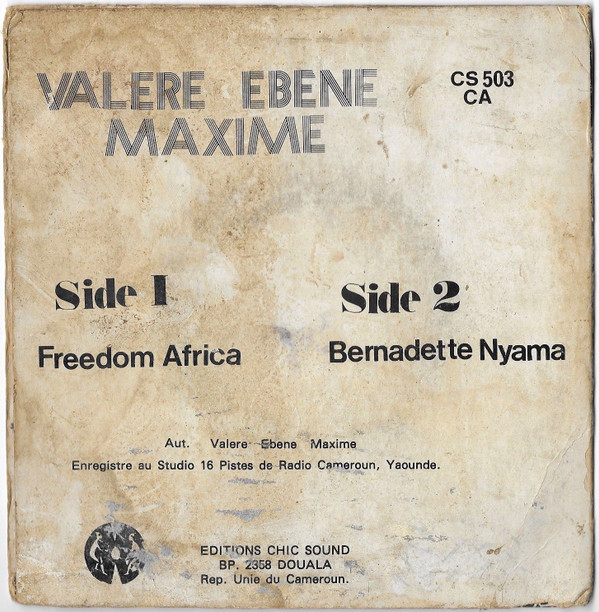 VALERE EBENE
MAXIME
CS 503
CA
Side 1
Freedom Africa
Side 2
Bernadette Nyama
Aut. Valere Ebene Maxime
Enregistre au Studio 16 Pistes de Radio Cameroun, Yaounde.
EDITIONS CHIC SOUND
BP. 2358 DOUALA
Rep. Unie du Cameroun.